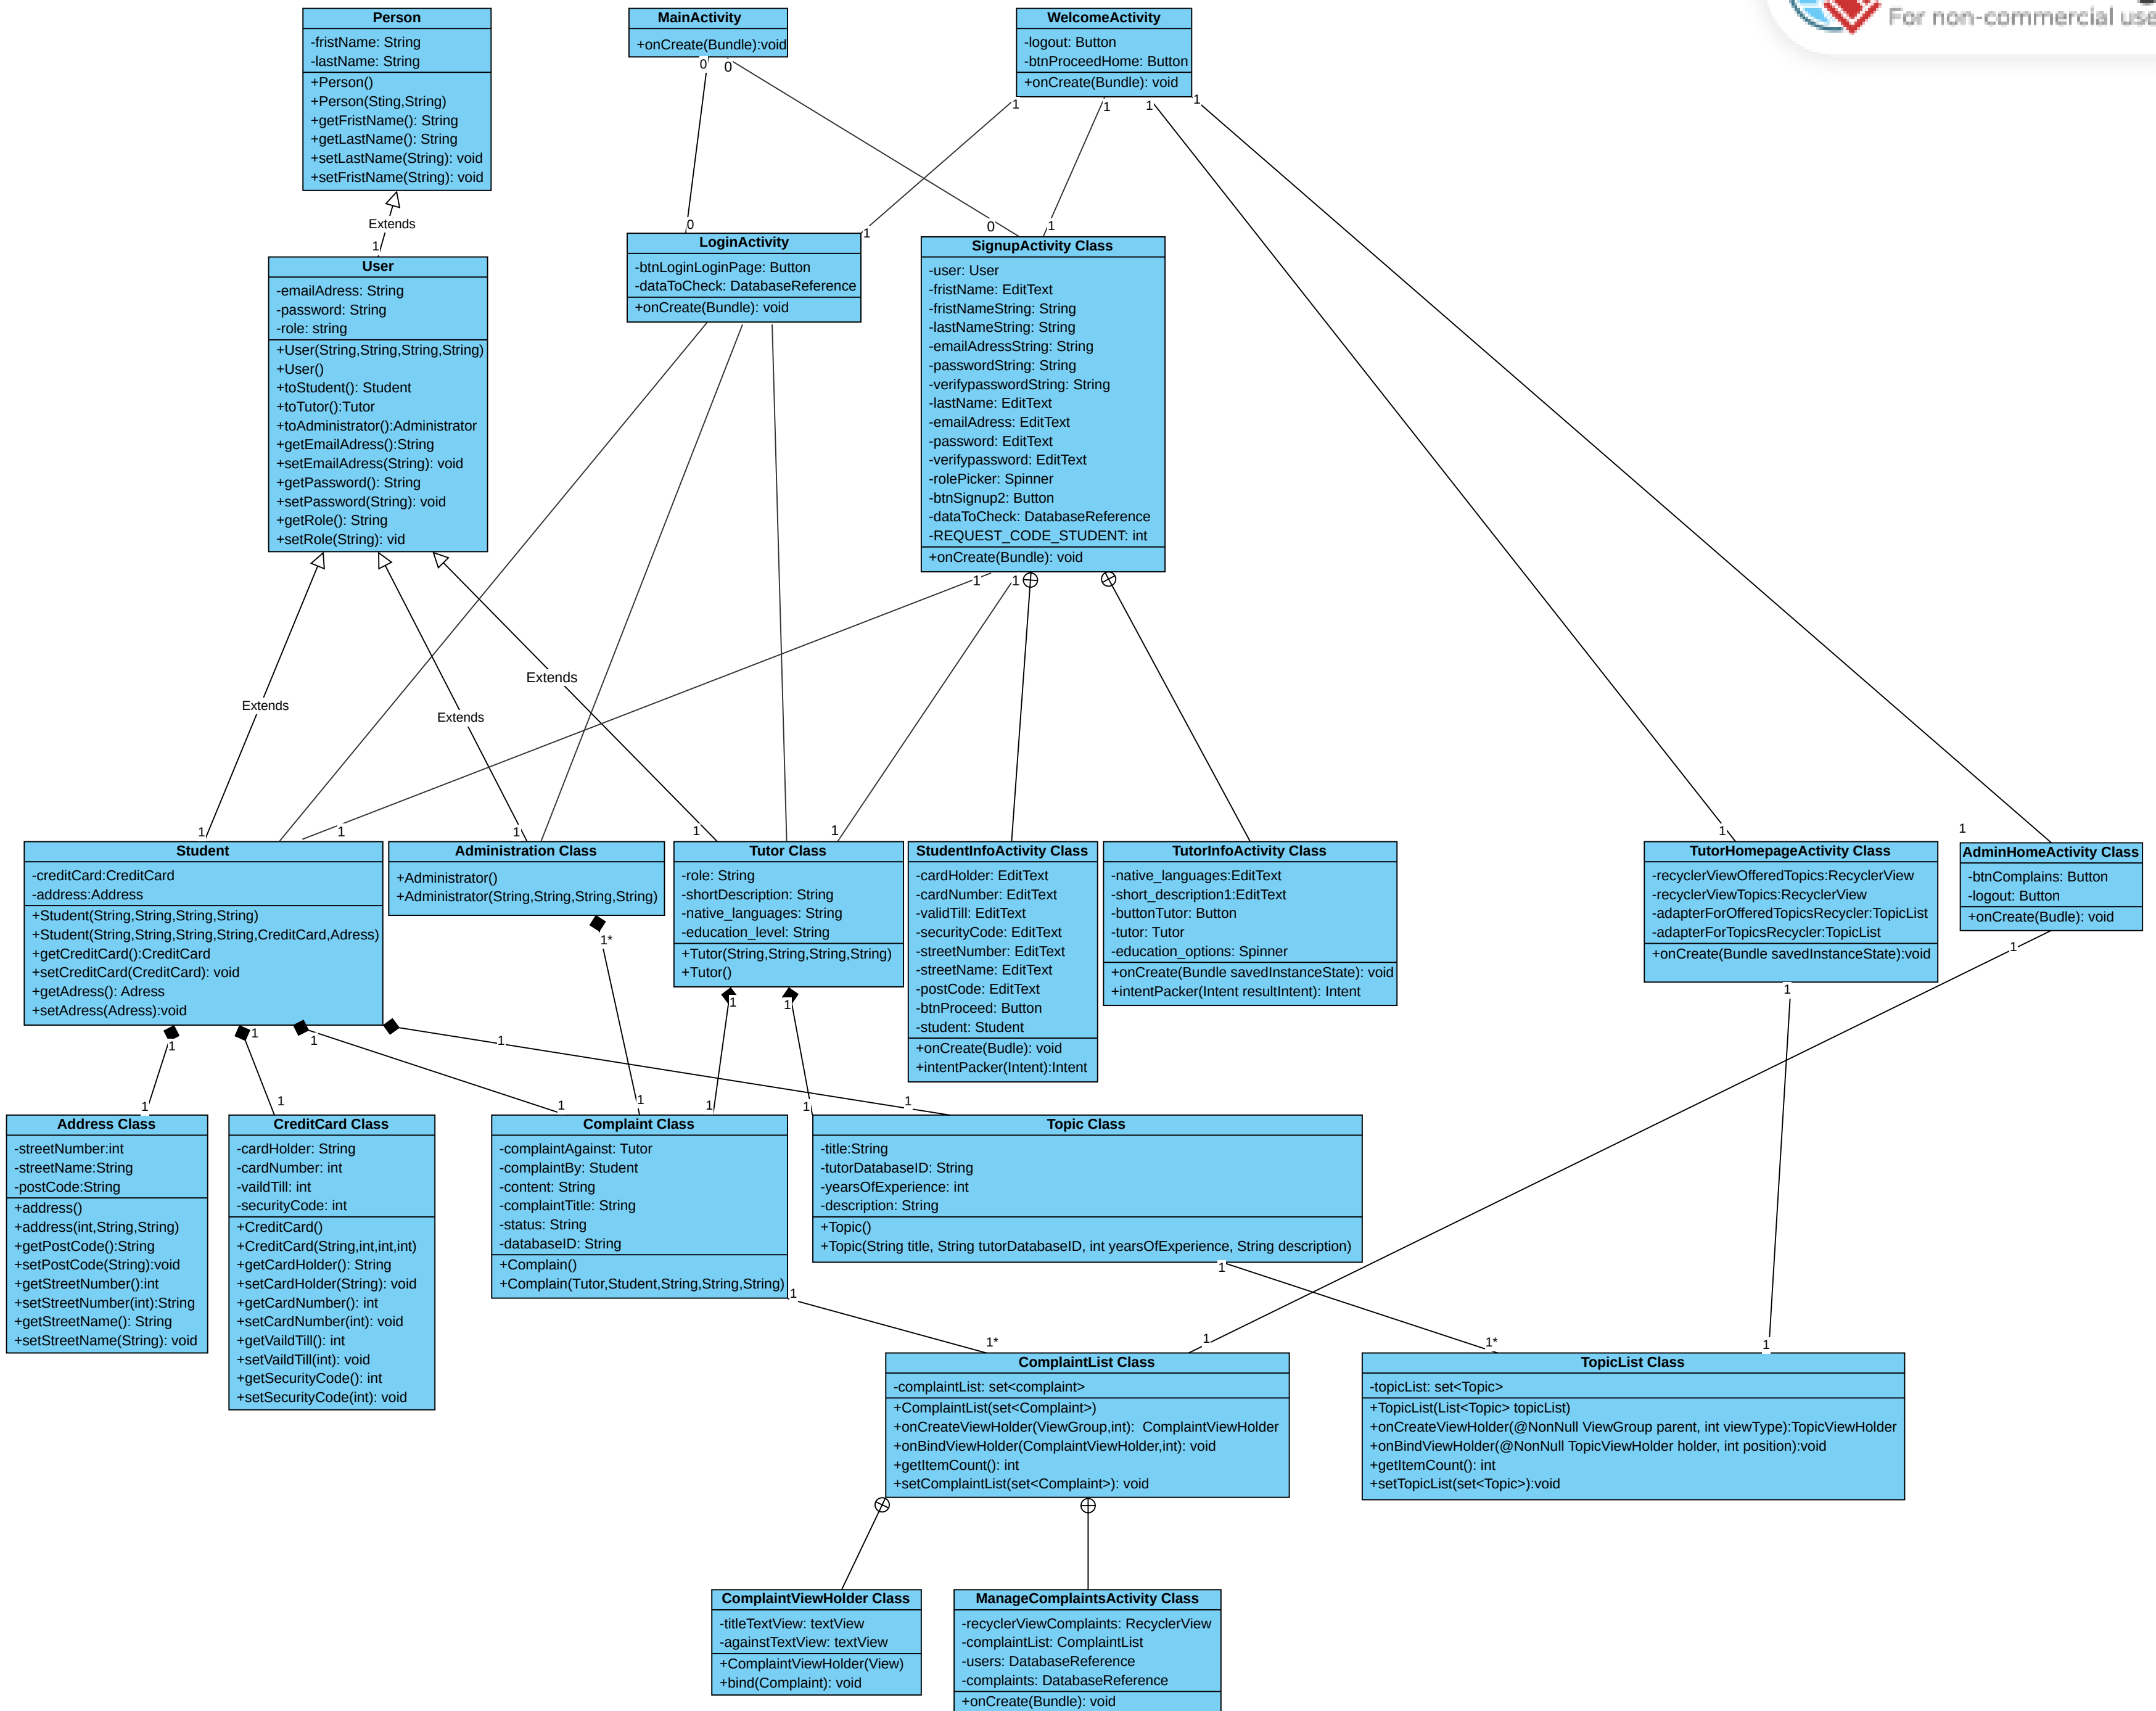 For non-commercial use
Person
-fristName: String
-lastName: String
+Person()
+Person(Sting,String)
+getFristName(): String
+getLastName(): String
+setLastName(String): void
+setFristName(String): void
MainActivity
+onCreate(Bundle):void
WelcomeActivity
-logout: Button
-btnProceedHome: Button
+onCreate(Bundle): void
0
0
1
1
1
1
Extends
1
0
0
1
1
User
-emailAdress: String
-password: String
-role: string
+User(String,String,String,String)
+User()
+toStudent(): Student
+toTutor():Tutor
+toAdministrator():Administrator
+getEmailAdress():String
+setEmailAdress(String): void
+getPassword(): String
+setPassword(String): void
+getRole(): String
+setRole(String): vid
LoginActivity
-btnLoginLoginPage: Button
-dataToCheck: DatabaseReference
+onCreate(Bundle): void
SignupActivity Class
-user: User
-fristName: EditText
-fristNameString: String
-lastNameString: String
-emailAdressString: String
-passwordString: String
-verifypasswordString: String
-lastName: EditText
-emailAdress: EditText
-password: EditText
-verifypassword: EditText
-rolePicker: Spinner
-btnSignup2: Button
-dataToCheck: DatabaseReference
-REQUEST_CODE_STUDENT: int
+onCreate(Bundle): void
1
1
Extends
Extends
Extends
1
1
1
1
1
1
1
Student
-creditCard:CreditCard
-address:Address
+Student(String,String,String,String)
+Student(String,String,String,String,CreditCard,Adress)
+getCreditCard():CreditCard
+setCreditCard(CreditCard): void
+getAdress(): Adress
+setAdress(Adress):void
Administration Class
+Administrator()
+Administrator(String,String,String,String)
Tutor Class
-role: String
-shortDescription: String
-native_languages: String
-education_level: String
+Tutor(String,String,String,String)
+Tutor()
StudentInfoActivity Class
-cardHolder: EditText
-cardNumber: EditText
-validTill: EditText
-securityCode: EditText
-streetNumber: EditText
-streetName: EditText
-postCode: EditText
-btnProceed: Button
-student: Student
+onCreate(Budle): void
+intentPacker(Intent):Intent
TutorInfoActivity Class
-native_languages:EditText
-short_description1:EditText
-buttonTutor: Button
-tutor: Tutor
-education_options: Spinner
+onCreate(Bundle savedInstanceState): void
+intentPacker(Intent resultIntent): Intent
TutorHomepageActivity Class
-recyclerViewOfferedTopics:RecyclerView
-recyclerViewTopics:RecyclerView
-adapterForOfferedTopicsRecycler:TopicList
-adapterForTopicsRecycler:TopicList
+onCreate(Bundle savedInstanceState):void
AdminHomeActivity Class
-btnComplains: Button
-logout: Button
+onCreate(Budle): void
1
1
1
1
1*
1
1
1
1
1
1
1
1
1
1
1
1
Address Class
-streetNumber:int
-streetName:String
-postCode:String
+address()
+address(int,String,String)
+getPostCode():String
+setPostCode(String):void
+getStreetNumber():int
+setStreetNumber(int):String
+getStreetName(): String
+setStreetName(String): void
CreditCard Class
-cardHolder: String
-cardNumber: int
-vaildTill: int
-securityCode: int
+CreditCard()
+CreditCard(String,int,int,int)
+getCardHolder(): String
+setCardHolder(String): void
+getCardNumber(): int
+setCardNumber(int): void
+getVaildTill(): int
+setVaildTill(int): void
+getSecurityCode(): int
+setSecurityCode(int): void
Complaint Class
-complaintAgainst: Tutor
-complaintBy: Student
-content: String
-complaintTitle: String
-status: String
-databaseID: String
+Complain()
+Complain(Tutor,Student,String,String,String)
Topic Class
-title:String
-tutorDatabaseID: String
-yearsOfExperience: int
-description: String
+Topic()
+Topic(String title, String tutorDatabaseID, int yearsOfExperience, String description)
1
1
1*
1
1*
1
ComplaintList Class
-complaintList: set<complaint>
+ComplaintList(set<Complaint>)
+onCreateViewHolder(ViewGroup,int): ComplaintViewHolder
+onBindViewHolder(ComplaintViewHolder,int): void
+getItemCount(): int
+setComplaintList(set<Complaint>): void
TopicList Class
-topicList: set<Topic>
+TopicList(List<Topic> topicList)
+onCreateViewHolder(@NonNull ViewGroup parent, int viewType):TopicViewHolder
+onBindViewHolder(@NonNull TopicViewHolder holder, int position):void
+getItemCount(): int
+setTopicList(set<Topic>):void
ComplaintViewHolder Class
-titleTextView: textView
-againstTextView: textView
+ComplaintViewHolder(View)
+bind(Complaint): void
ManageComplaintsActivity Class
-recyclerViewComplaints: RecyclerView
-complaintList: ComplaintList
-users: DatabaseReference
-complaints: DatabaseReference
+onCreate(Bundle): void